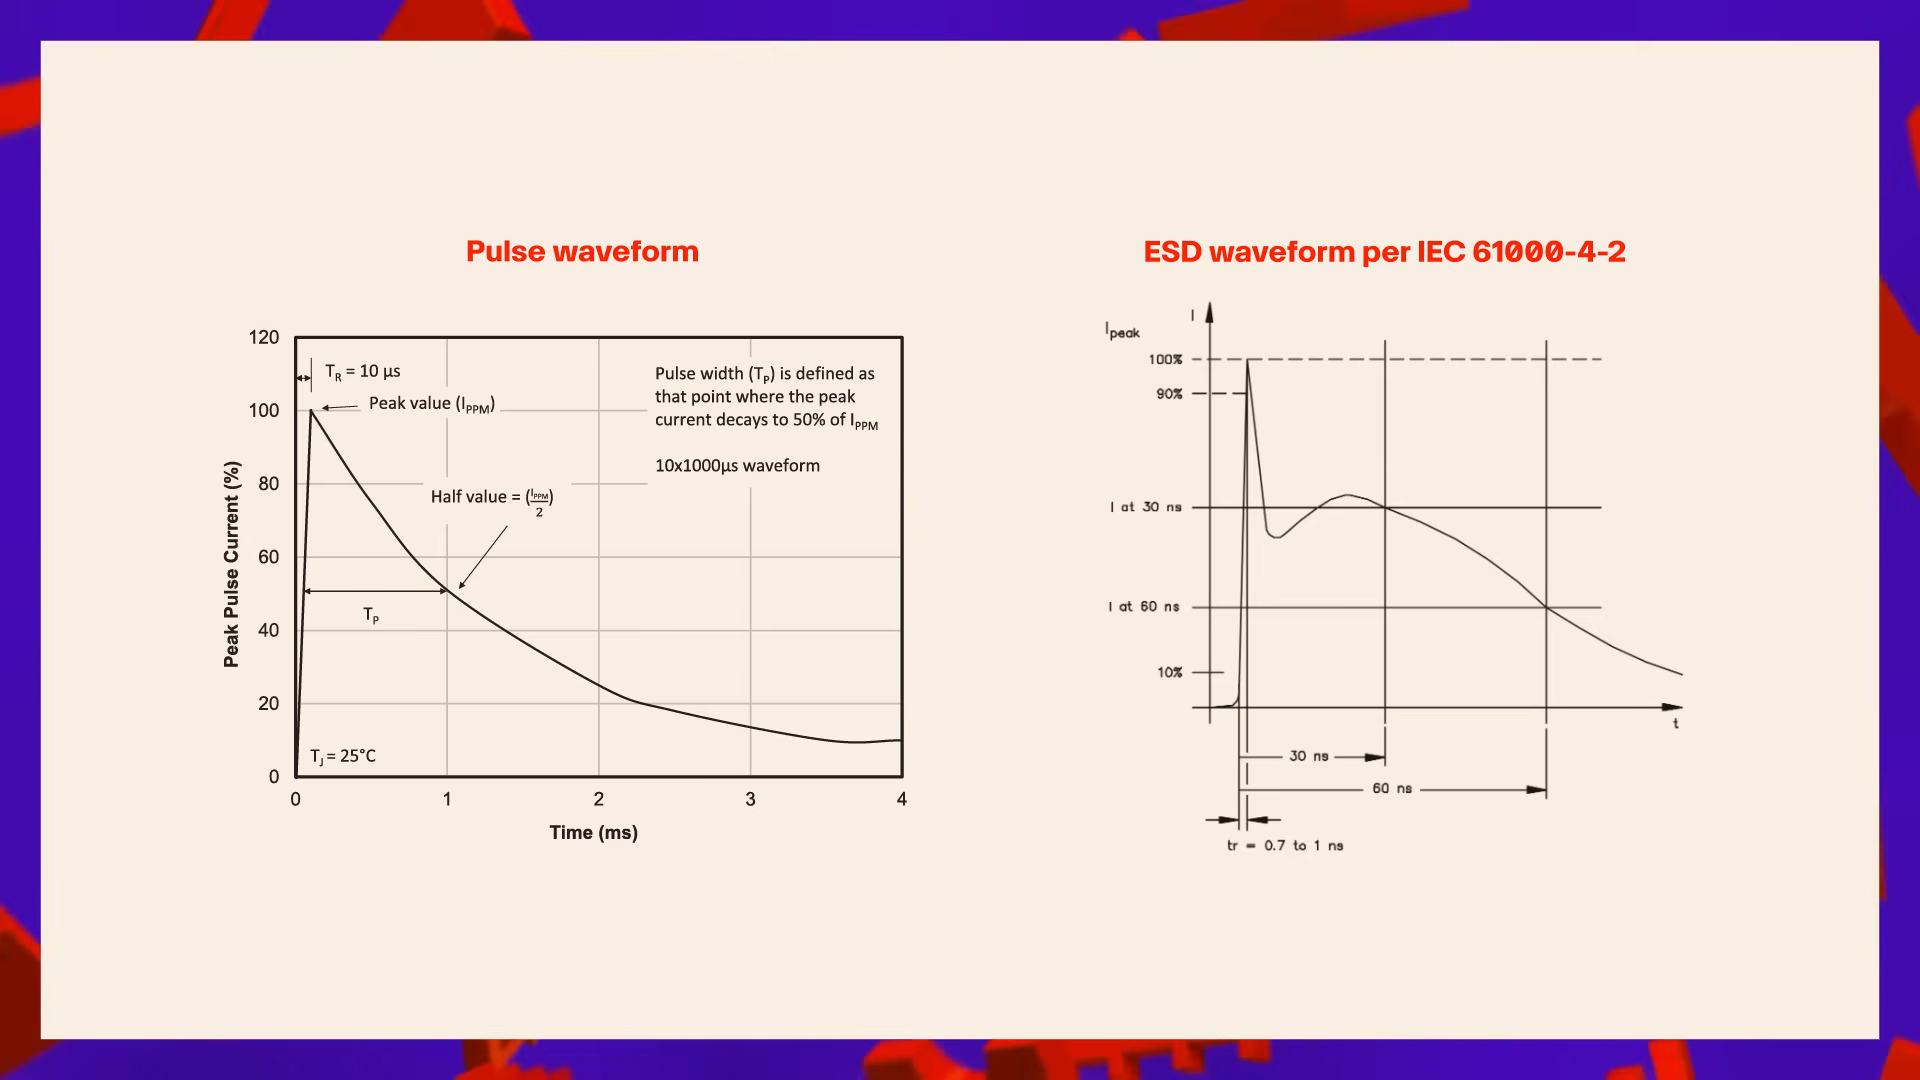 Pulse waveform
120
100
80
60
40
20
0
Peak Pulse Current (%)
TR = 10 µs
Peak value (IPPM)
Half value = (IPPM/2)
TP
TJ = 25°C
Pulse width (TP) is defined as
that point where the peak
current decays to 50% of IPPM
10x1000µs waveform
0 1 2 3 4
Time (ms)
ESD waveform per IEC 61000-4-2
I
Ipeak
100%
90%
I at 30 ns
I at 60 ns
10%
t
30 ns
60 ns
tr = 0.7 to 1 ns